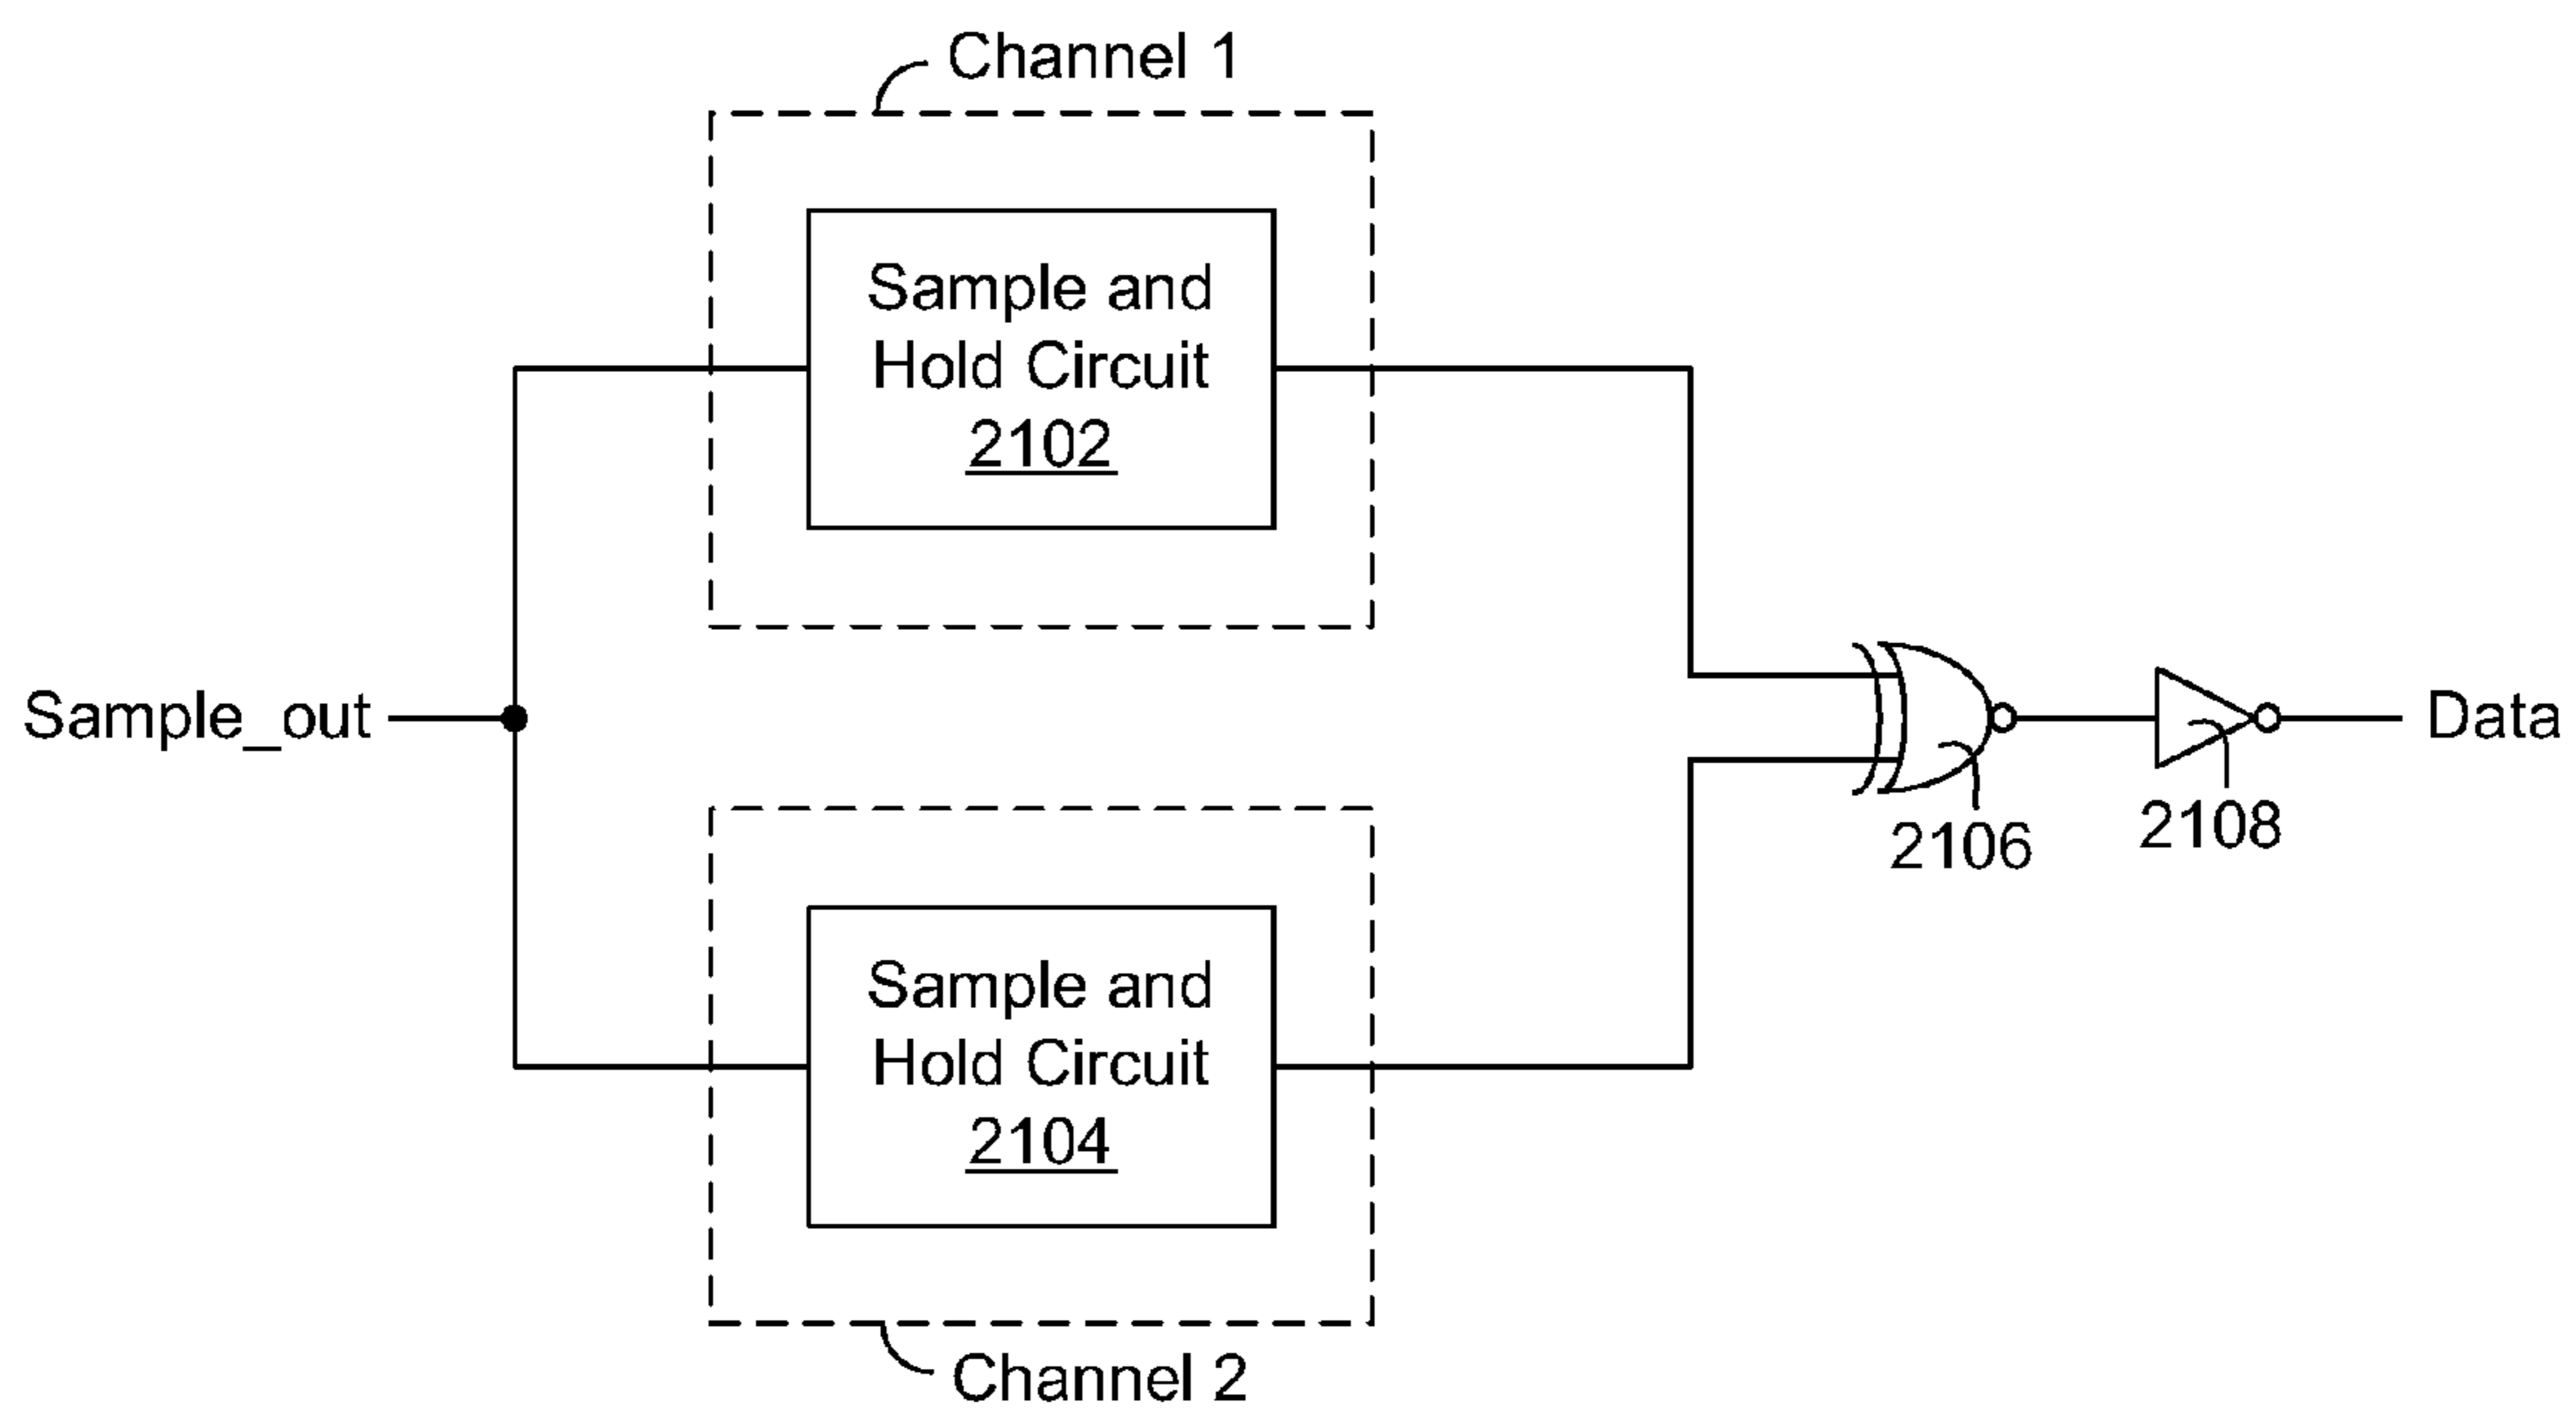 Channel 1
Sample and
Hold Circuit
2102
Sample_out
Data
2106
2108
Sample and
Hold Circuit
2104
Channel 2